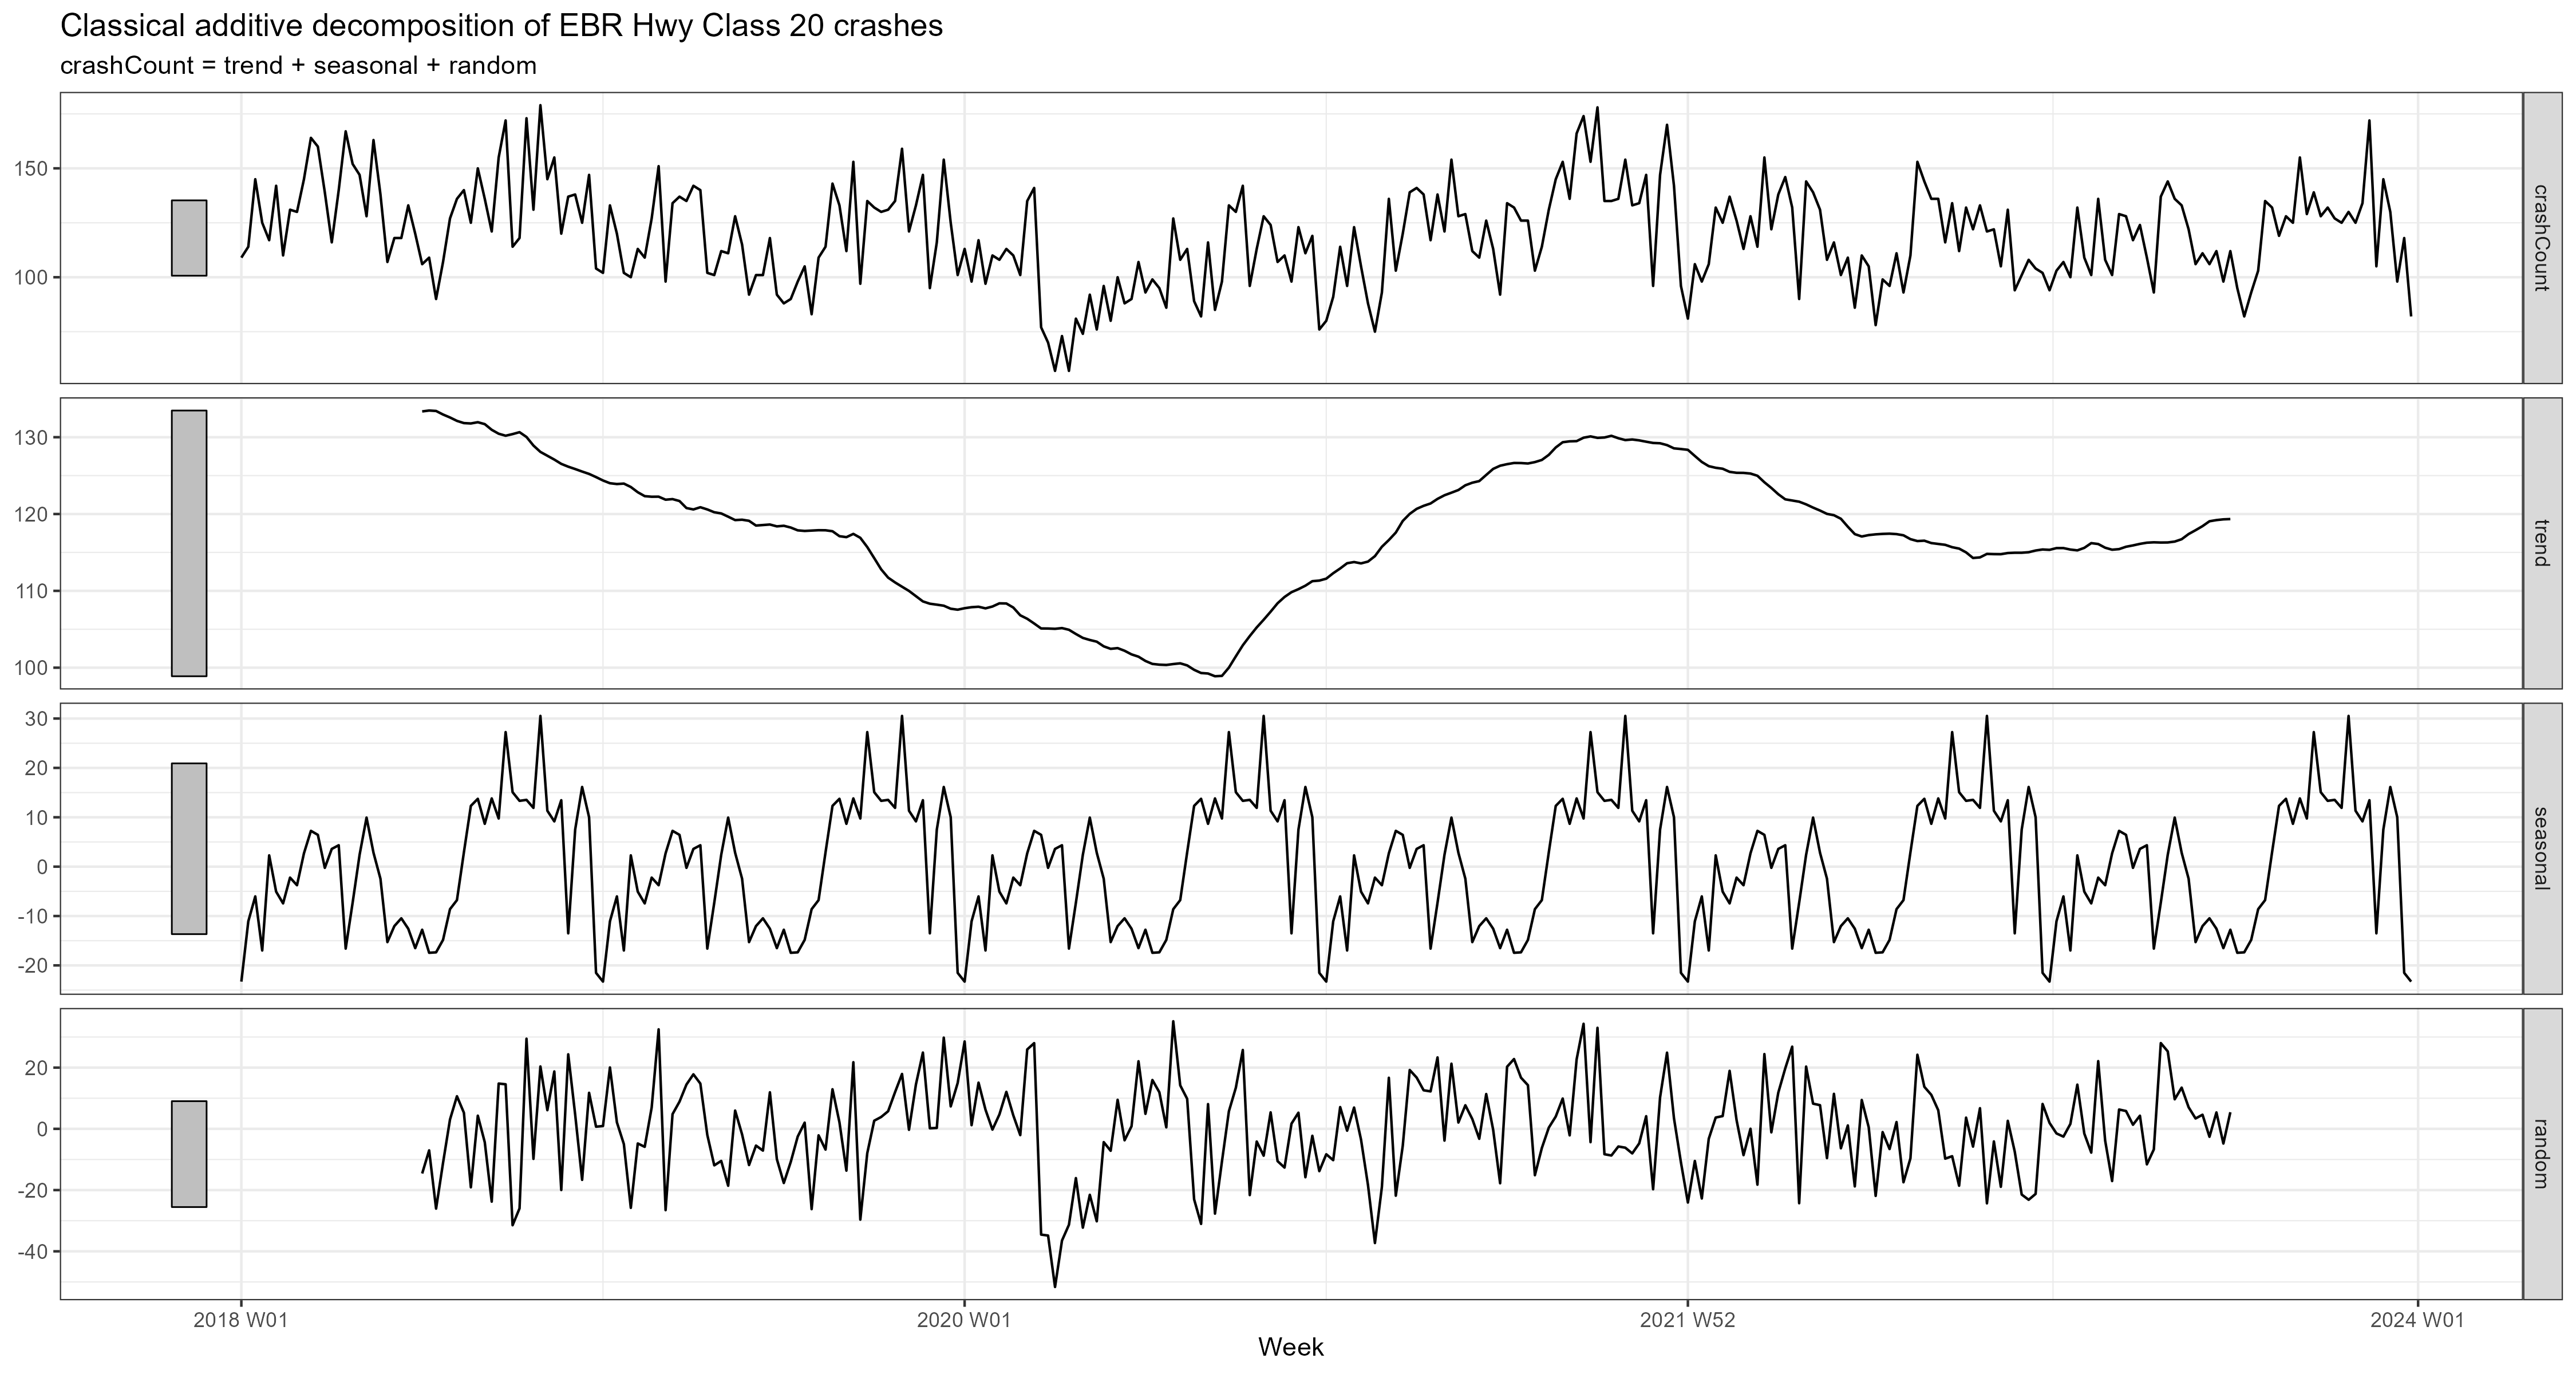 Classical additive decomposition of EBR Hwy Class 20 crashes
crashCount = trend + seasonal + random
150
100
crashCount
130
120
110
100
trend
30
20
10
0
-10
-20
seasonal
20
0
-20
-40
random
2018 W01 2020 W01 2021 W52 2024 W01
Week